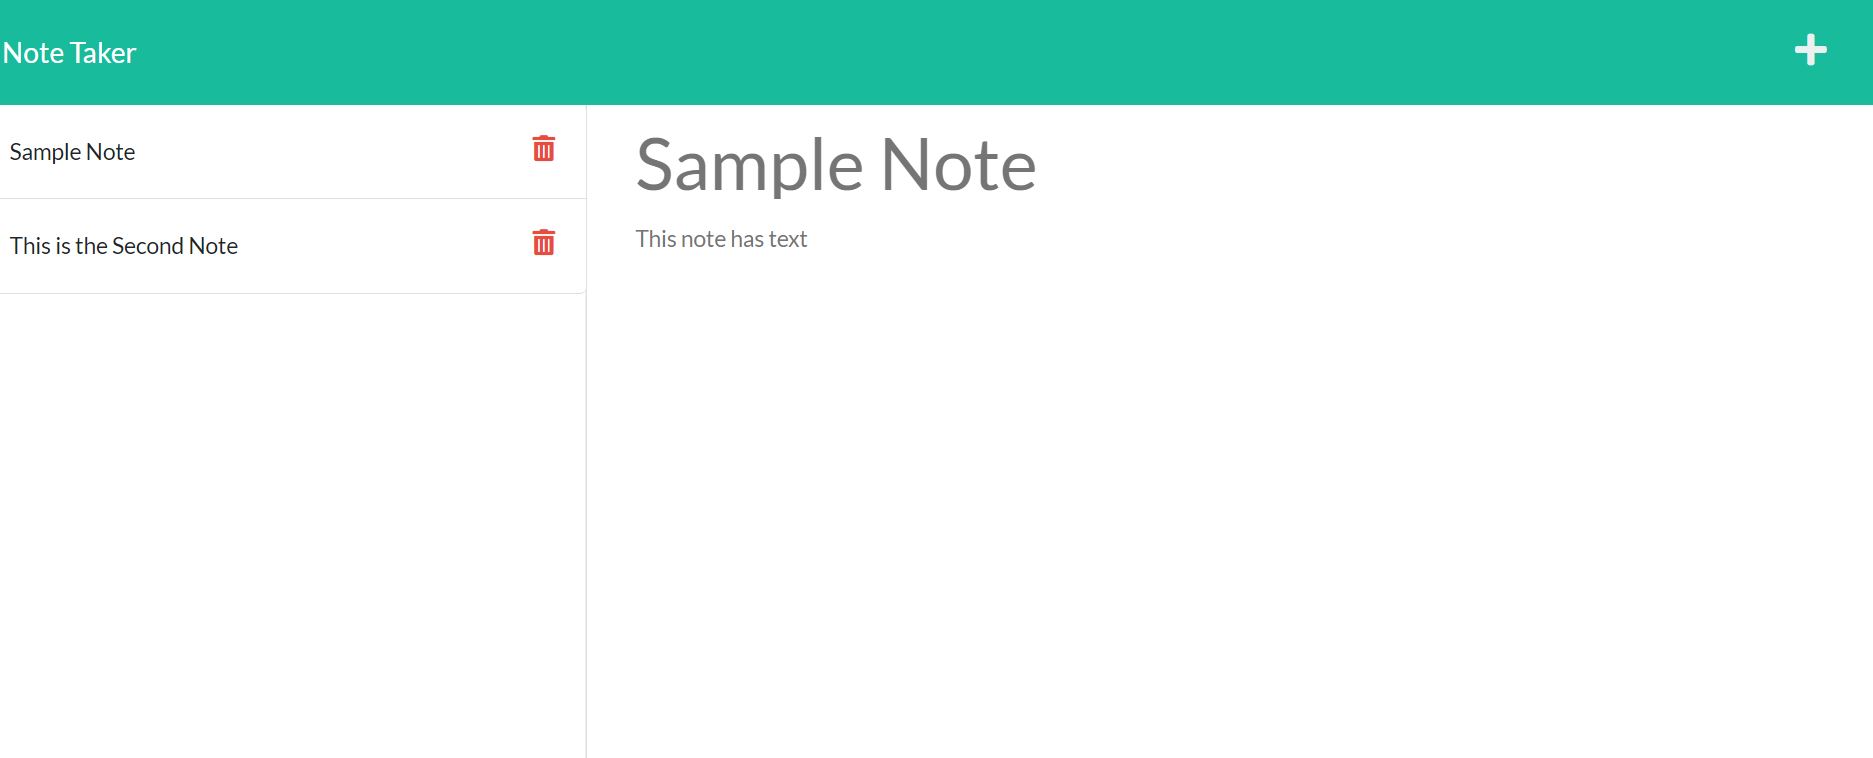 Note Taker
Sample Note
This is the Second Note
Sample Note
This note has text